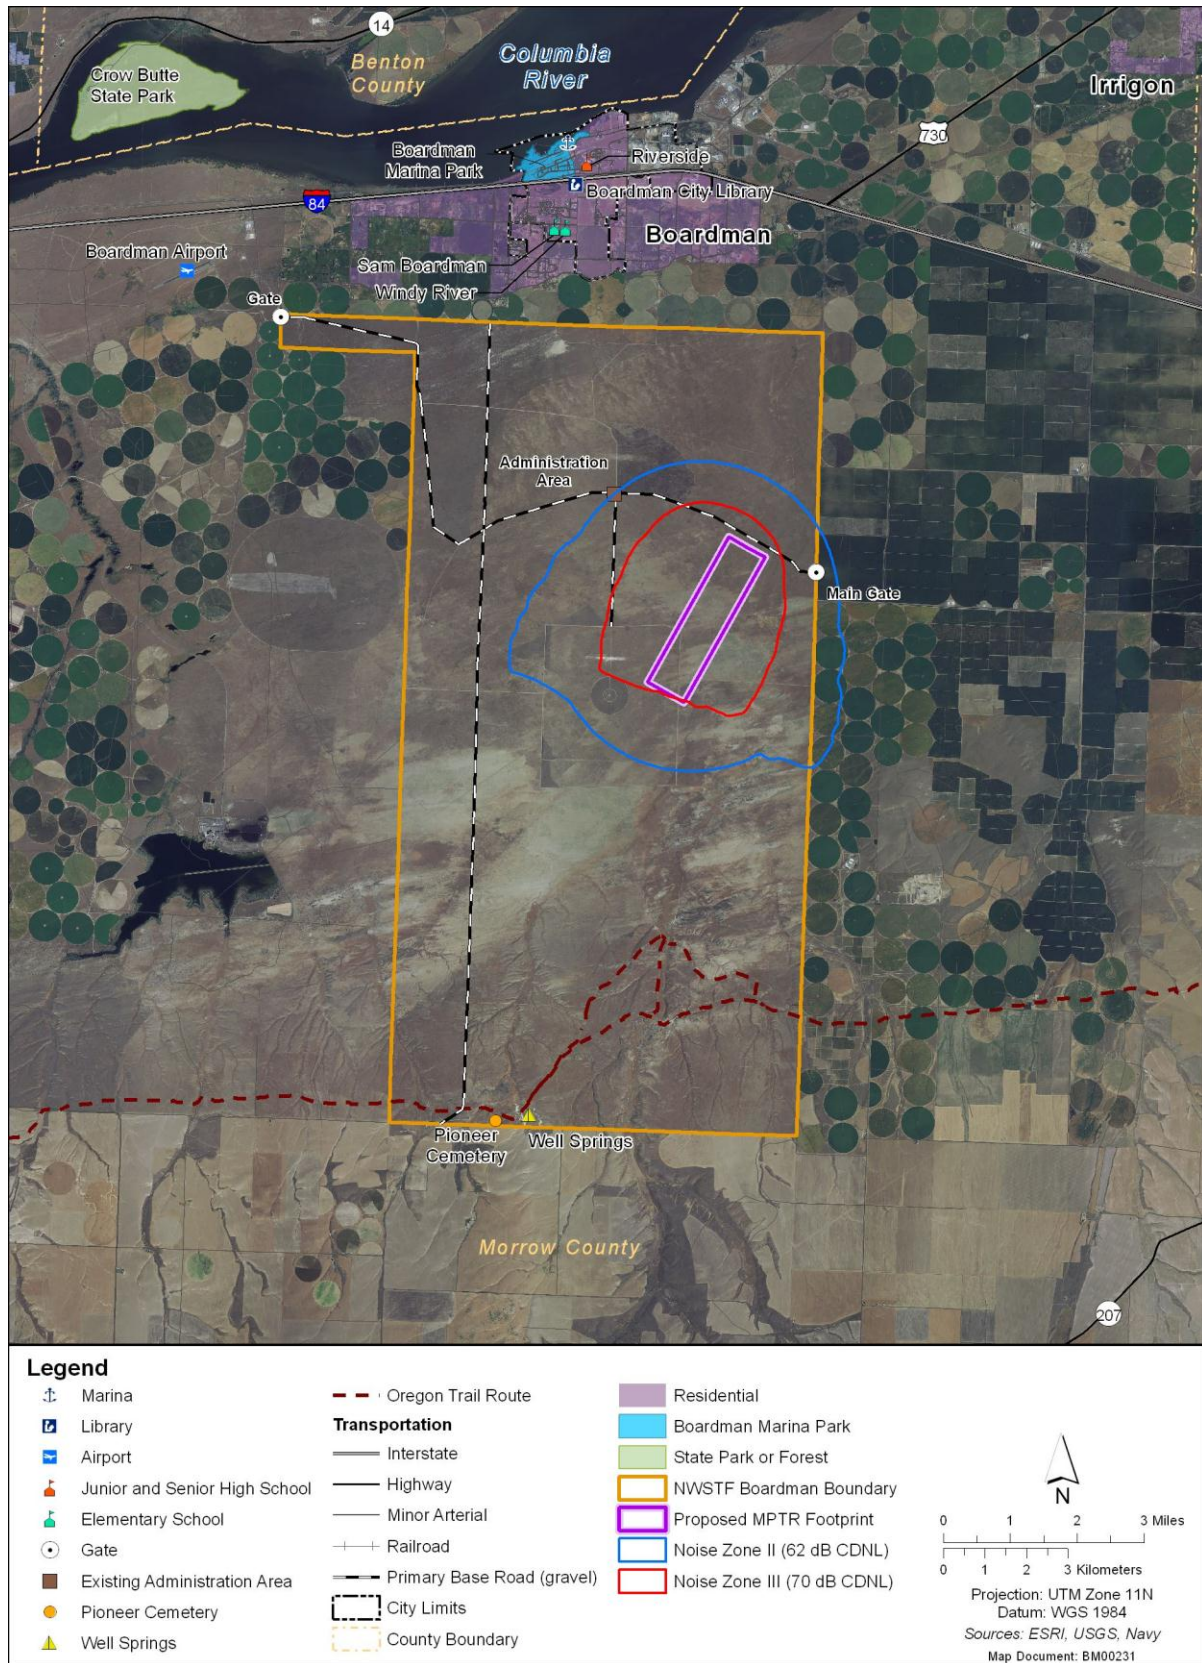 14
Columbia
River
Benton
County
Crow Butte
State Park
Irrigon
730
Boardman
Marina Park
Riverside
Boardman City Library
84
Boardman
Boardman Airport
Sam Boardman
Windy River
Gate
Administration
Area
Main Gate
Pioneer
Cemetery
Well Springs
Morrow County
207
Legend
Marina
Library
Airport
Junior and Senior High School
Elementary School
Gate
Existing Administration Area
Pioneer Cemetery
Well Springs
Oregon Trail Route
Transportation
Interstate
Highway
Minor Arterial
Railroad
Primary Base Road (gravel)
City Limits
County Boundary
Residential
Boardman Marina Park
State Park or Forest
NWSTF Boardman Boundary
Proposed MPTR Footprint
Noise Zone II (62 dB CDNL)
Noise Zone III (70 dB CDNL)
N
0 1 2 3 Miles
0 1 2 3 Kilometers
Projection: UTM Zone 11N
Datum: WGS 1984
Sources: ESRI, USGS, Navy
Map Document: BM00231